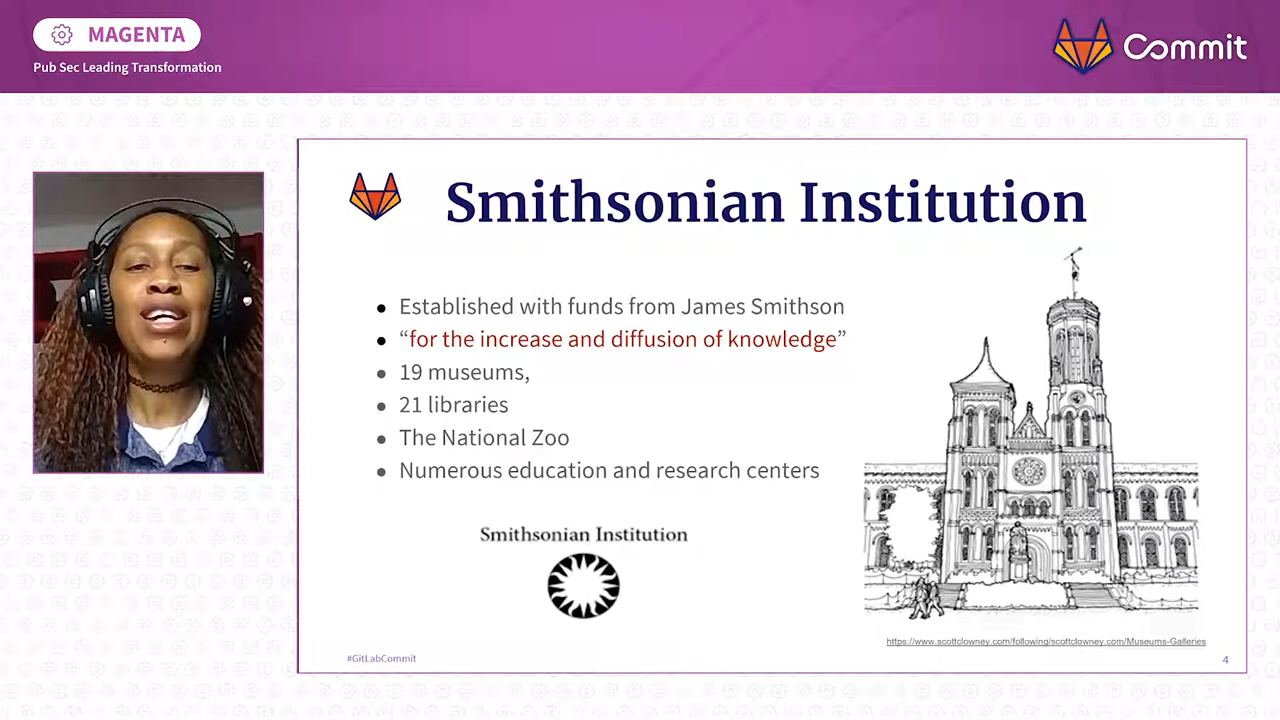 MAGENTA
Pub Sec Leading Transformation
Commit
Smithsonian Institution
Established with funds from James Smithson
“for the increase and diffusion of knowledge”
19 museums,
21 libraries
The National Zoo
Numerous education and research centers
Smithsonian Institution
https://www.scottclowney.com/following/scottclowney.com/Museums-Galleries
#GitLabCommit
4